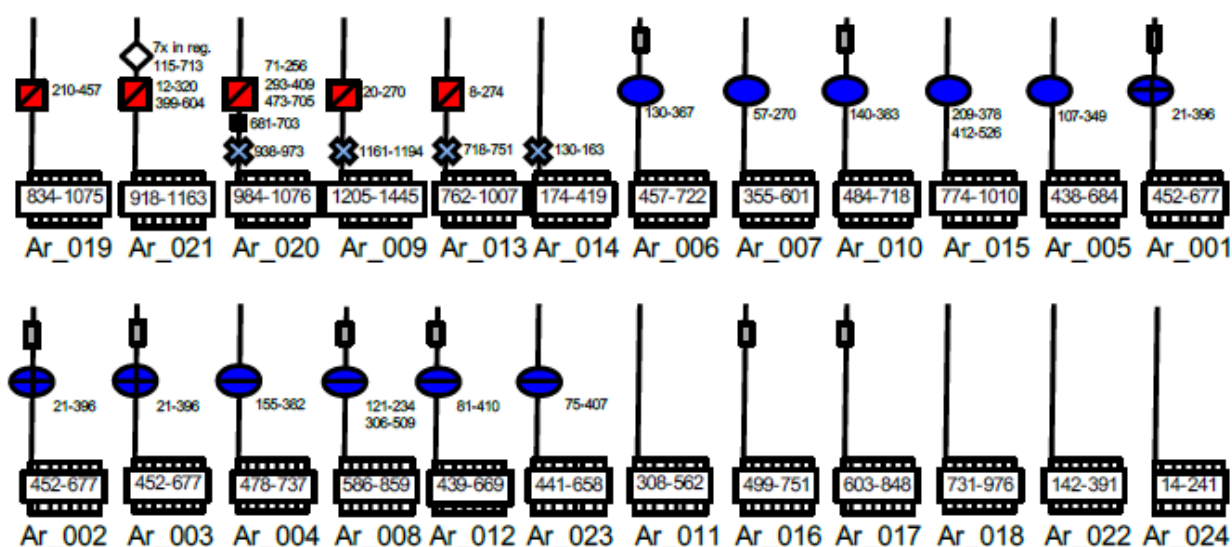 7x in reg.
115-713
210-457
12-320
399-604
71-256
293-409
473-705
681-703
938-973
20-270
1161-1194
8-274
718-751
130-163
130-367
57-270
140-383
209-378
412-526
107-349
21-396
834-1075
918-1163
984-1076
1205-1445
762-1007
174-419
457-722
355-601
484-718
774-1010
438-684
452-677
Ar_019
Ar_021
Ar_020
Ar_009
Ar_013
Ar_014
Ar_006
Ar_007
Ar_010
Ar_015
Ar_005
Ar_001
21-396
21-396
155-382
121-234
306-509
81-410
75-407
452-677
452-677
478-737
586-859
439-669
441-658
308-562
499-751
603-848
731-976
142-391
14-241
Ar_002
Ar_003
Ar_004
Ar_008
Ar_012
Ar_023
Ar_011
Ar_016
Ar_017
Ar_018
Ar_022
Ar_024